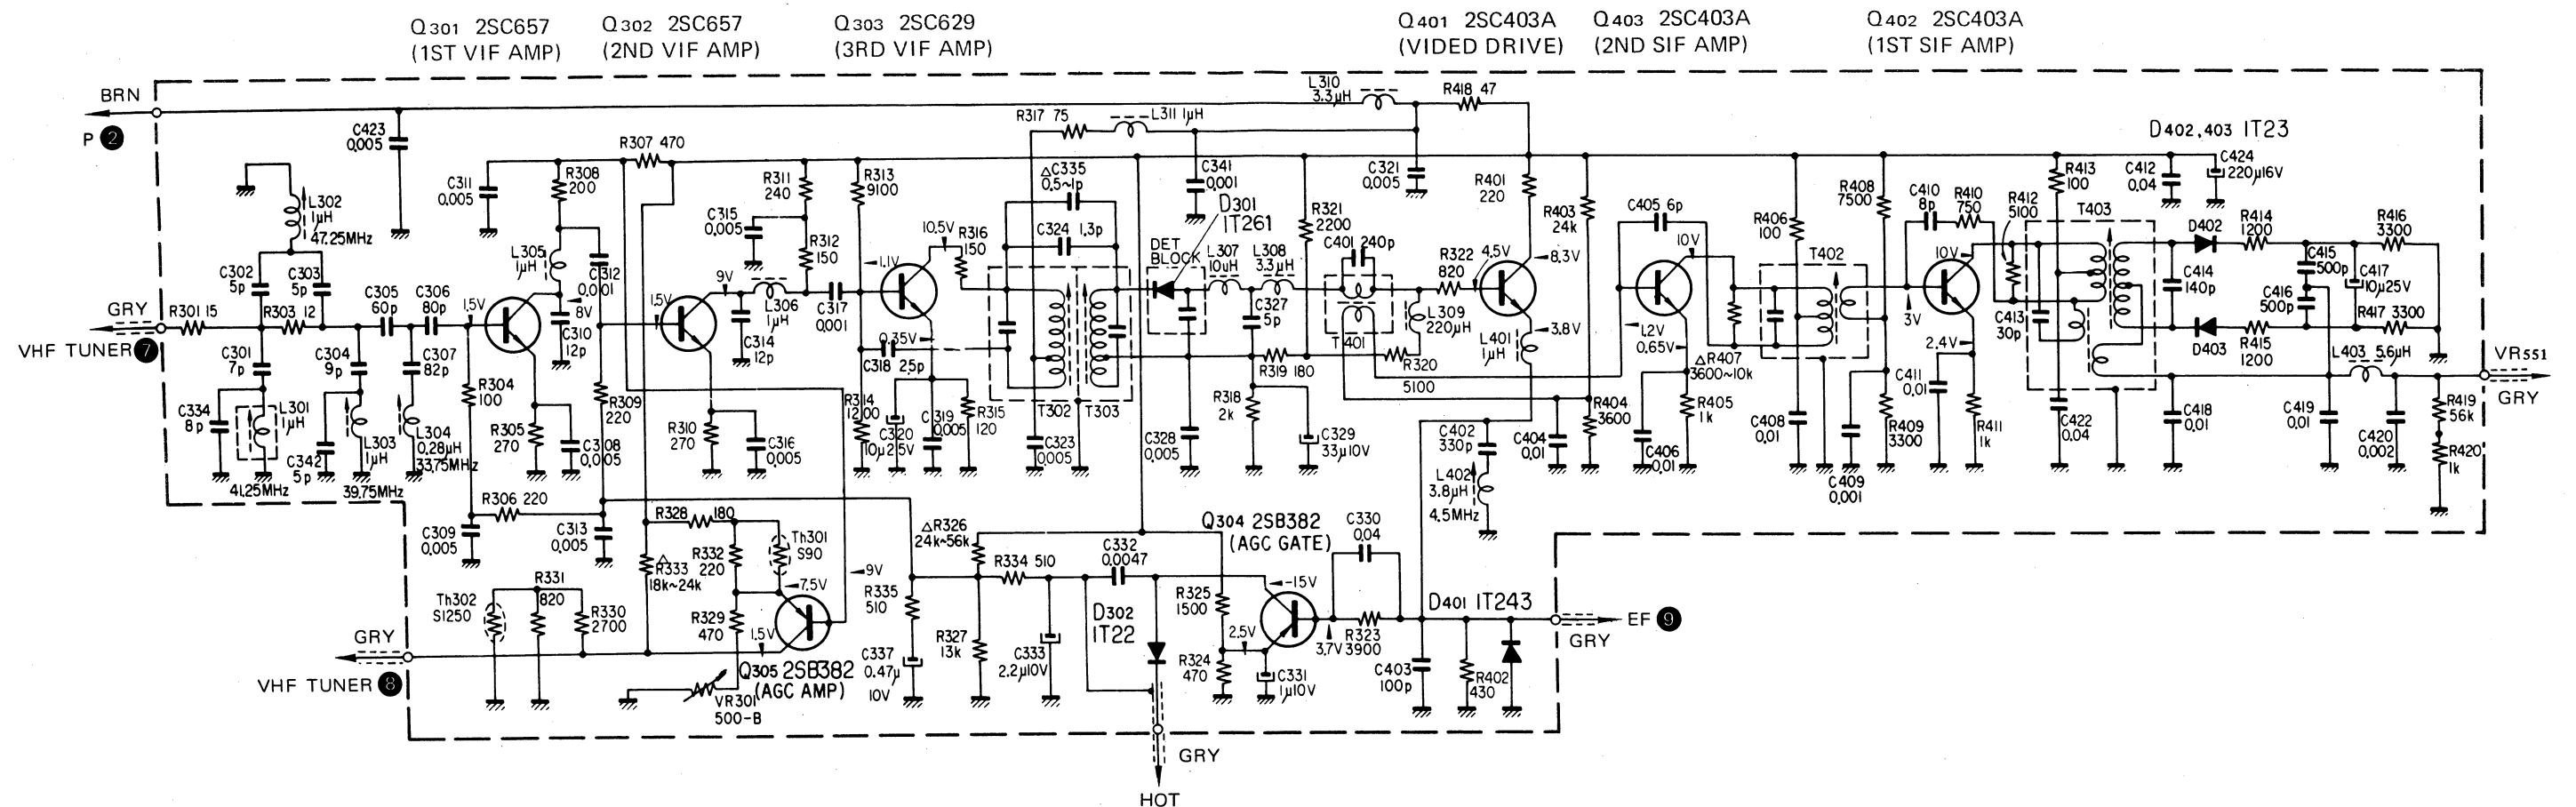 Q301 2SC657
(1ST VIF AMP)
Q302 2SC657
(2ND VIF AMP)
Q303 2SC629
(3RD VIF AMP)
Q401 2SC403A
(VIDED DRIVE)
Q403 2SC403A
(2ND SIF AMP)
Q402 2SC403A
(1ST SIF AMP)
BRN
P 2
C423
0.005
L310
3.3μH
R418 47
R317 75
L311 1μH
D402,403 1T23
R307 470
C311
0.005
R308
200
R311
240
R313
9100
△C335
0.5~1p
C341
0.001
C321
0.005
R401
220
R413
100
C412
0.04
C424
220μ16V
L302
1μH
47.25MHz
C315
0.005
D301
1T261
R321
2200
R403
24k
C405 6p
R406
100
R408
7500
C410
8p
R410
750
R412
5100
T403
R312
150
10.5V
R316
150
C324 1.3p
DET
BLOCK
C401 240p
R322
820
4.5V
8.3V
10V
T402
10V
D402
R414
1200
R416
3300
C302
5p
C303
5p
L305
1μH
C312
0.001
9V
1.1V
L307
10μH
L308
3.3μH
C415
500p
C417
10μ25V
GRY
R301 15
R303 12
C305
60p
C306
80p
1.5V
8V
C310
12p
1.5V
L306
1μH
C317
0.001
C327
5p
L309
220μH
C414
140p
C416
500p
VHF TUNER 7
C301
7p
C304
9p
C307
82p
C314
12p
0.35V
C318 25p
T401
3.8V
L401
1μH
1.2V
0.65V
3V
2.4V
C413
30p
D403
R415
1200
R417 3300
R319 180
R320
5100
△R407
3600~10k
L403 5.6μH
VR551
GRY
C334
8p
L301
1μH
L303
1μH
L304
0.28μH
33.75MHz
R304
100
R305
270
C308
0.005
R309
220
R310
270
C316
0.005
R314
1200
C320
10μ2.5V
C319
0.005
R315
120
T302
T303
C323
0.005
C328
0.005
R318
2k
C329
33μ10V
C402
330p
C404
0.01
R404
3600
C406
0.01
R405
1k
C408
0.01
C409
0.001
R409
3300
C411
0.01
R411
1k
C422
0.04
C418
0.01
C419
0.01
C420
0.002
R419
56k
R420
1k
41.25MHz
C342
5p
39.75MHz
L402
3.8μH
4.5MHz
R306 220
C309
0.005
C313
0.005
R328 180
Th301
S90
R332
220
△
R333
18k~24k
△R326
24k~56k
R334 510
C332
0.0047
Q304 2SB382
(AGC GATE)
C330
0.04
Th302
S1250
R331
820
R330
2700
7.5V
9V
R329
470
1.5V
R335
510
R327
13k
D302
1T22
R325
1500
-15V
D401 1T243
EF 9
GRY
GRY
VHF TUNER 8
Q305 2SB382
(AGC AMP)
VR301
500-B
C337
0.47μ
10V
C333
2.2μ10V
R324
470
2.5V
C331
1μ10V
3.7V
R323
3900
C403
100p
R402
430
GRY
HOT